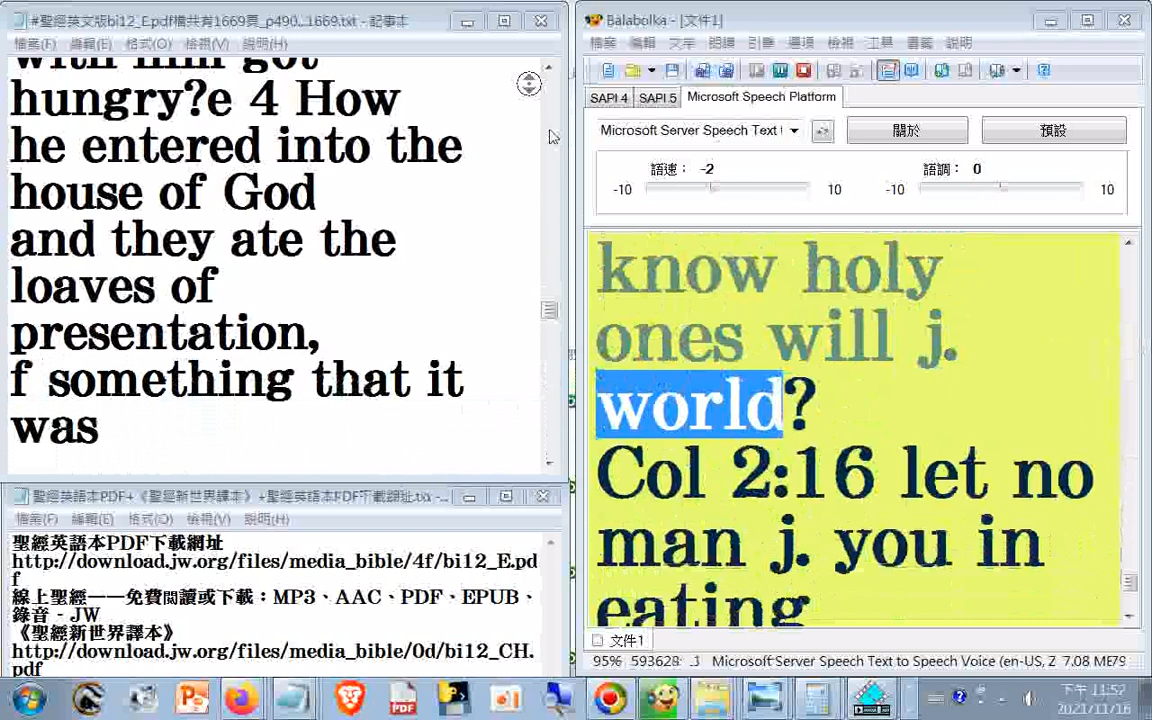 #聖經英文版bi12_E.pdf檔共有1669頁_p490...1669.txt - 記事本
檔案(F) 編輯(E) 格式(O) 檢視(V) 說明(H)
with him got
hungry?e 4 How
he entered into the
house of God
and they ate the
loaves of
presentation,
f something that it
was
聖經英語本PDF+《聖經新世界譯本》+聖經英語本PDF下載網址.txt - ...
檔案(F) 編輯(E) 格式(O) 檢視(V) 說明(H)
聖經英語本PDF下載網址
http://download.jw.org/files/media_bible/4f/bi12_E.pd
f
線上聖經——免費閱讀或下載：MP3、AAC、PDF、EPUB、
錄音 - JW
《聖經新世界譯本》
http://download.jw.org/files/media_bible/0d/bi12_CH.
pdf
Balabolka - [文件1]
檔案 編輯 文字 朗讀 引擎 選項 檢視 工具 書籤 說明
SAPI 4 SAPI 5 Microsoft Speech Platform
Microsoft Server Speech Text 關於 預設
語速： -2 語調： 0
-10 10 -10 10
know holy
ones will j.
world?
Col 2:16 let no
man j. you in
eating
文件1
95% 593628: Microsoft Server Speech Text to Speech Voice (en-US, Z 7.08 ME79
下午 11:52
2021/11/16